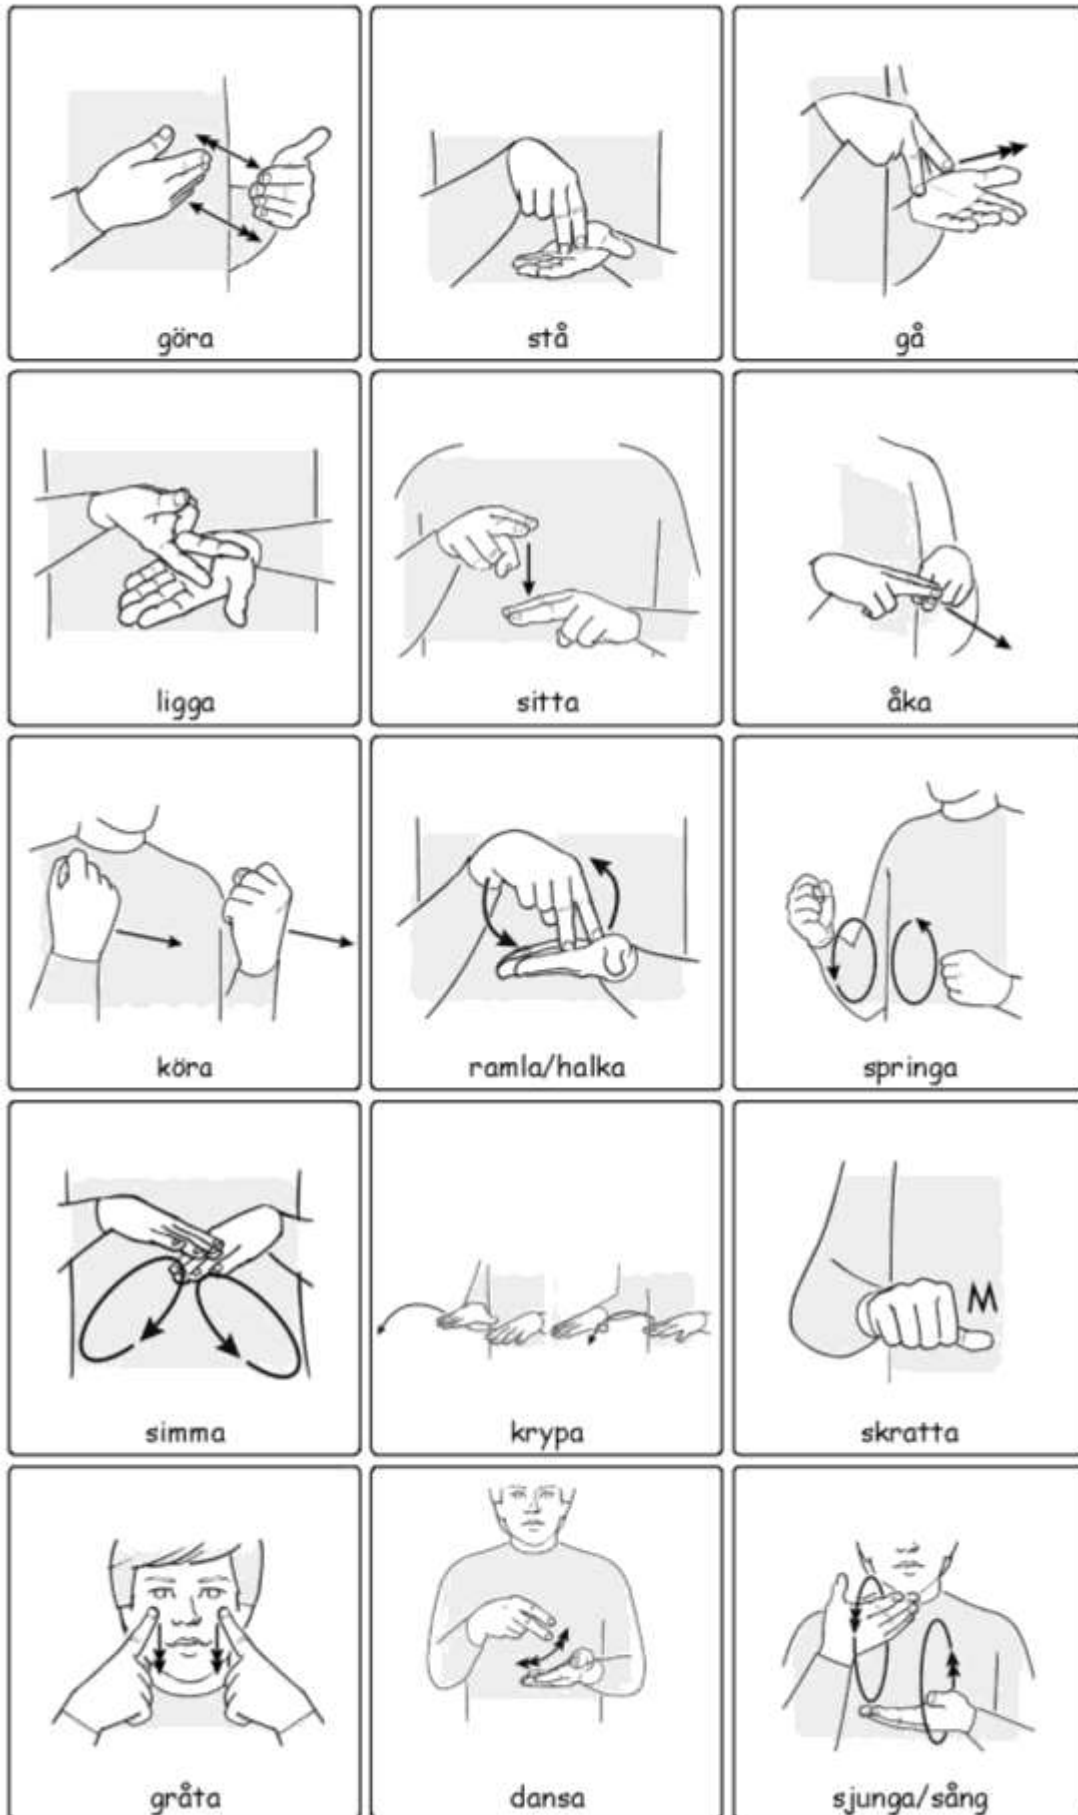 göra
stå
gå
ligga
sitta
åka
köra
ramla/halka
springa
simma
krypa
M
skratta
gråta
dansa
sjunga/sång